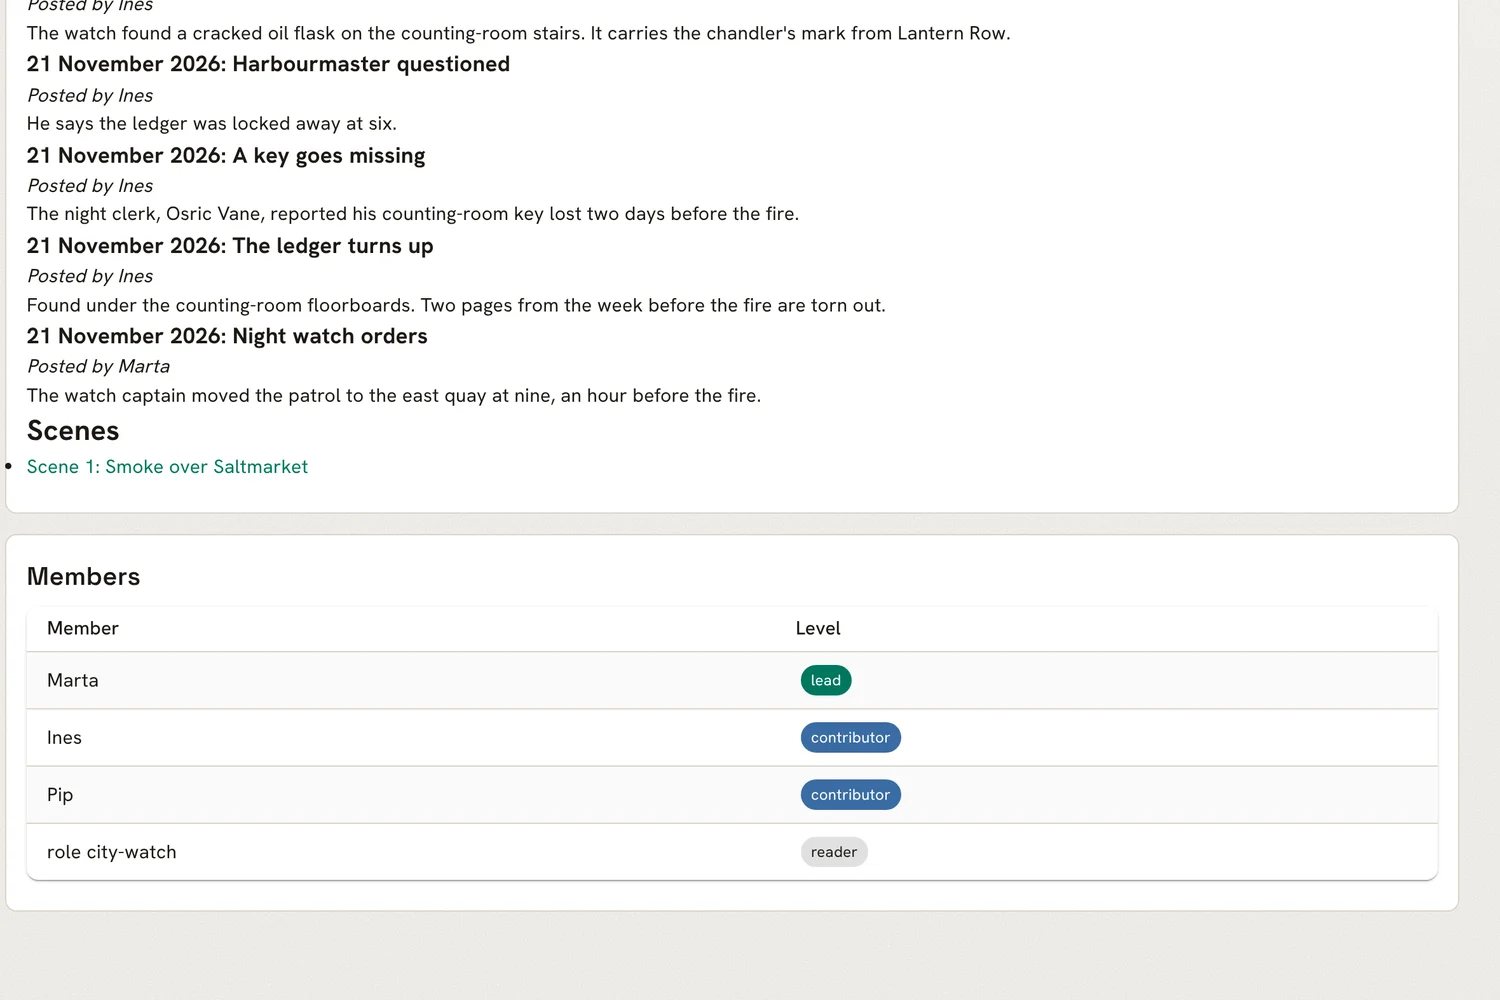 Posted by Ines
The watch found a cracked oil flask on the counting-room stairs. It carries the chandler's mark from Lantern Row.
21 November 2026: Harbourmaster questioned
Posted by Ines
He says the ledger was locked away at six.
21 November 2026: A key goes missing
Posted by Ines
The night clerk, Osric Vane, reported his counting-room key lost two days before the fire.
21 November 2026: The ledger turns up
Posted by Ines
Found under the counting-room floorboards. Two pages from the week before the fire are torn out.
21 November 2026: Night watch orders
Posted by Marta
The watch captain moved the patrol to the east quay at nine, an hour before the fire.
Scenes
Scene 1: Smoke over Saltmarket
Members
Member Level
Marta lead
Ines contributor
Pip contributor
role city-watch reader